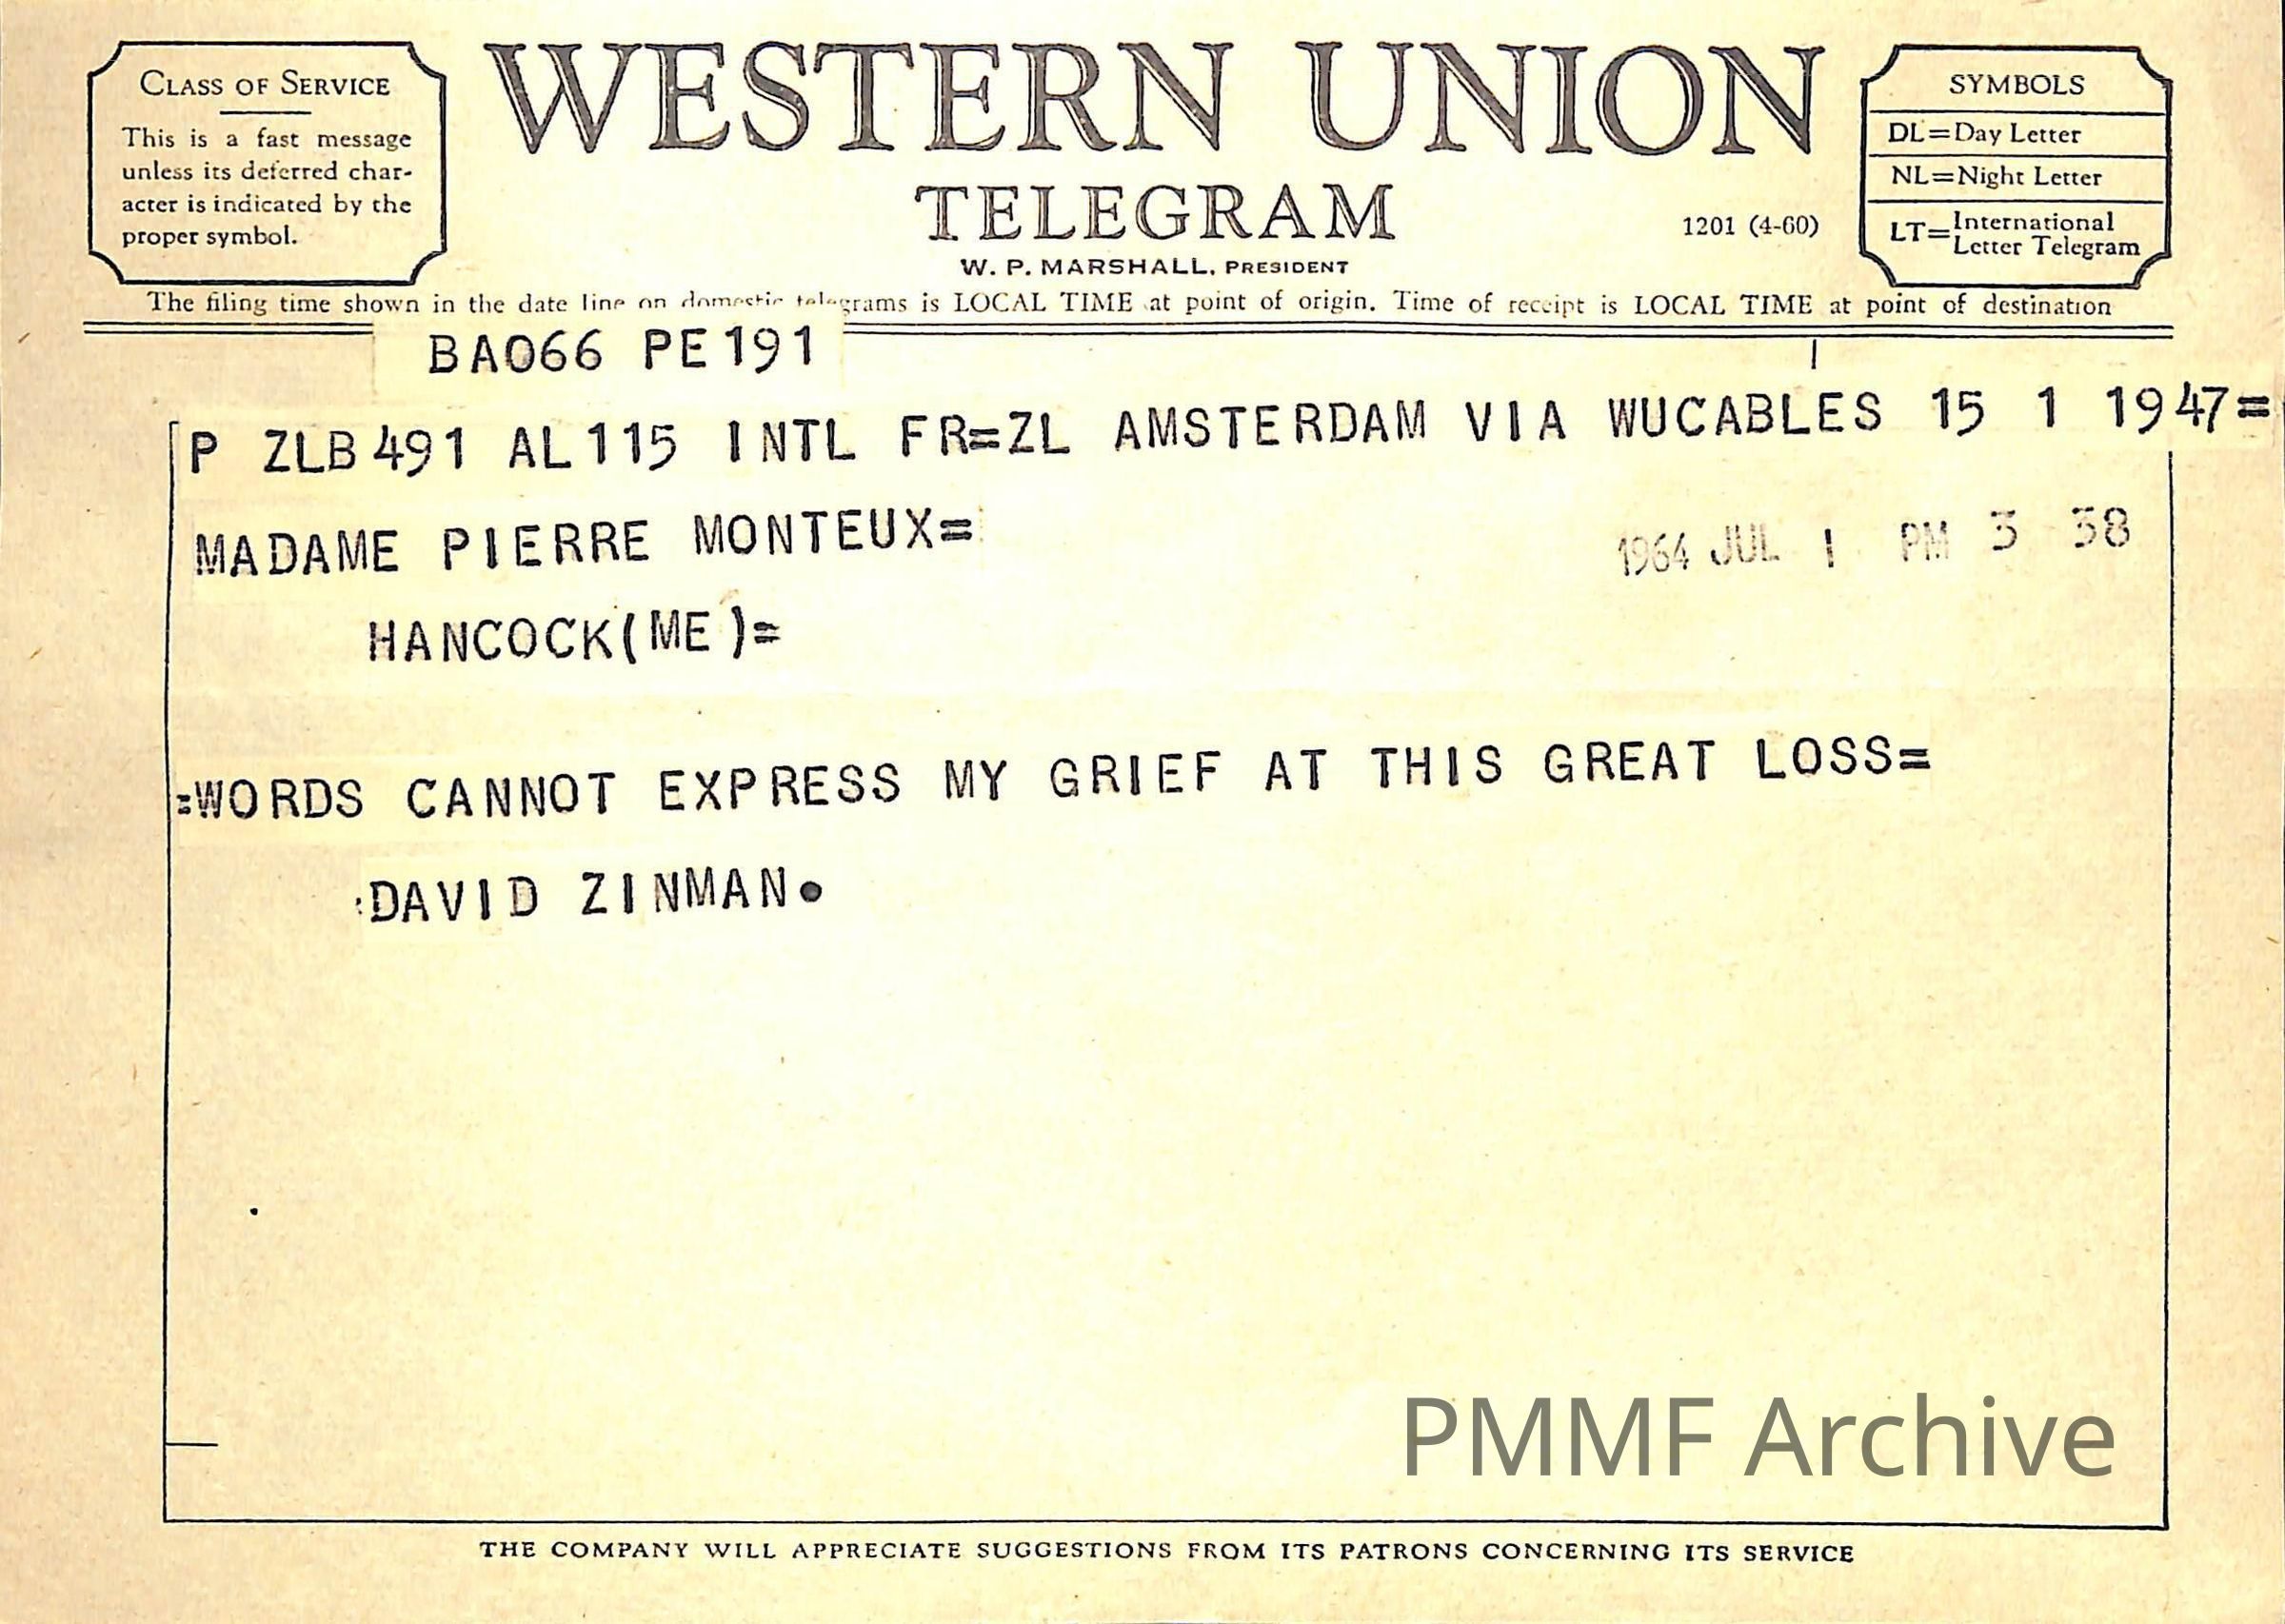 CLASS OF SERVICE
This is a fast message
unless its deferred char-
acter is indicated by the
proper symbol.
WESTERN UNION
TELEGRAM
W. P. MARSHALL, PRESIDENT
1201 (4-60)
SYMBOLS
DL=Day Letter
NL=Night Letter
LT=International
Letter Telegram
The filing time shown in the date line on domestic telegrams is LOCAL TIME at point of origin. Time of receipt is LOCAL TIME at point of destination
BA066 PE191
P ZLB491 AL115 INTL FR=ZL AMSTERDAM VIA WUCABLES 15 1 1947=
MADAME PIERRE MONTEUX=
1964 JUL 1 PM 3 38
HANCOCK(ME)=
=WORDS CANNOT EXPRESS MY GRIEF AT THIS GREAT LOSS=
:DAVID ZINMAN.
PMMF Archive
THE COMPANY WILL APPRECIATE SUGGESTIONS FROM ITS PATRONS CONCERNING ITS SERVICE